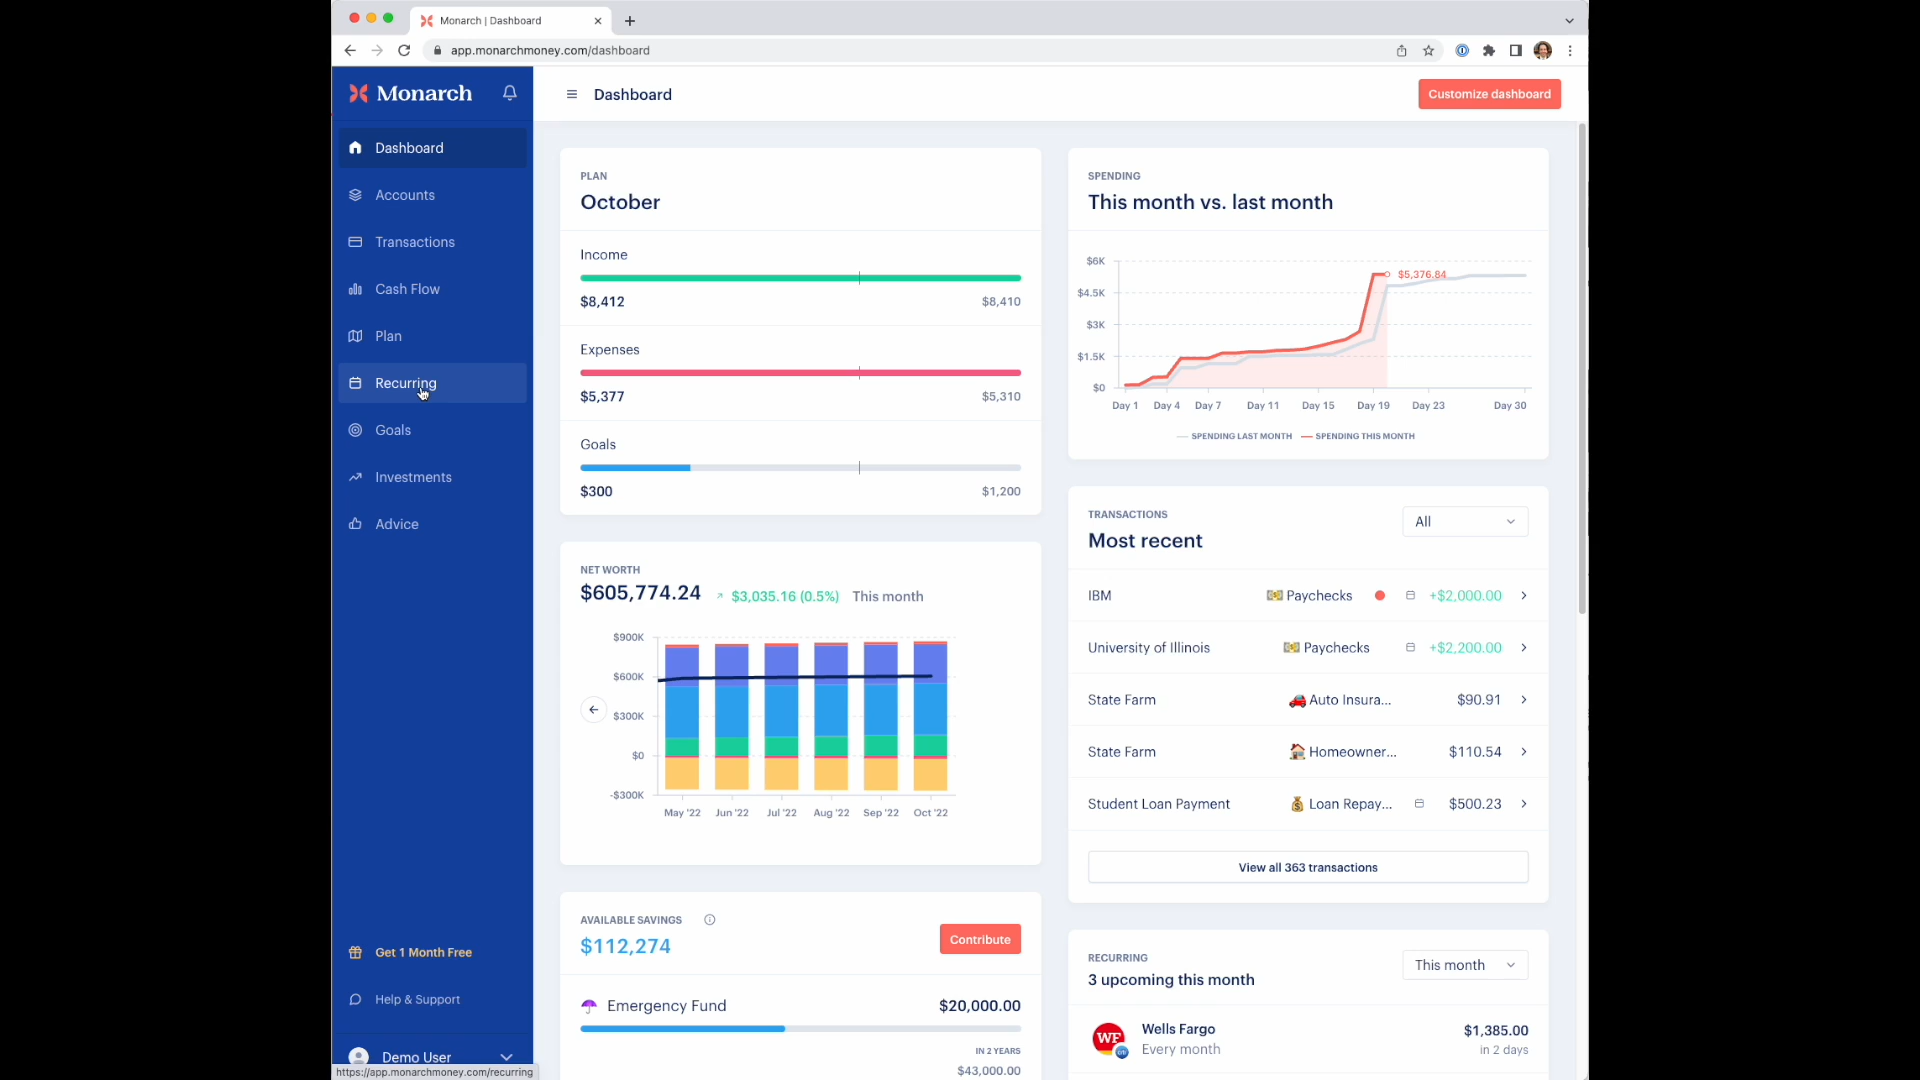 Monarch | Dashboard
app.monarchmoney.com/dashboard
Monarch
Dashboard
Accounts
Transactions
Cash Flow
Plan
Recurring
Goals
Investments
Advice
Get 1 Month Free
Help & Support
Demo User
https://app.monarchmoney.com/recurring
Dashboard
Customize dashboard
PLAN
October
Income
$8,412 $8,410
Expenses
$5,377 $5,310
Goals
$300 $1,200
NET WORTH
$605,774.24 $3,035.16 (0.5%) This month
$900K
$600K
$300K
$0
-$300K
May '22 Jun '22 Jul '22 Aug '22 Sep '22 Oct '22
AVAILABLE SAVINGS
$112,274
Contribute
Emergency Fund $20,000.00
IN 2 YEARS
$43,000.00
SPENDING
This month vs. last month
$6K
$4.5K
$3K
$1.5K
$0
$5,376.84
Day 1 Day 4 Day 7 Day 11 Day 15 Day 19 Day 23 Day 30
SPENDING LAST MONTH SPENDING THIS MONTH
TRANSACTIONS
Most recent
All
IBM Paychecks +$2,000.00
University of Illinois Paychecks +$2,200.00
State Farm Auto Insura... $90.91
State Farm Homeowner... $110.54
Student Loan Payment Loan Repay... $500.23
View all 363 transactions
RECURRING
3 upcoming this month
This month
WF
Wells Fargo $1,385.00
Every month in 2 days